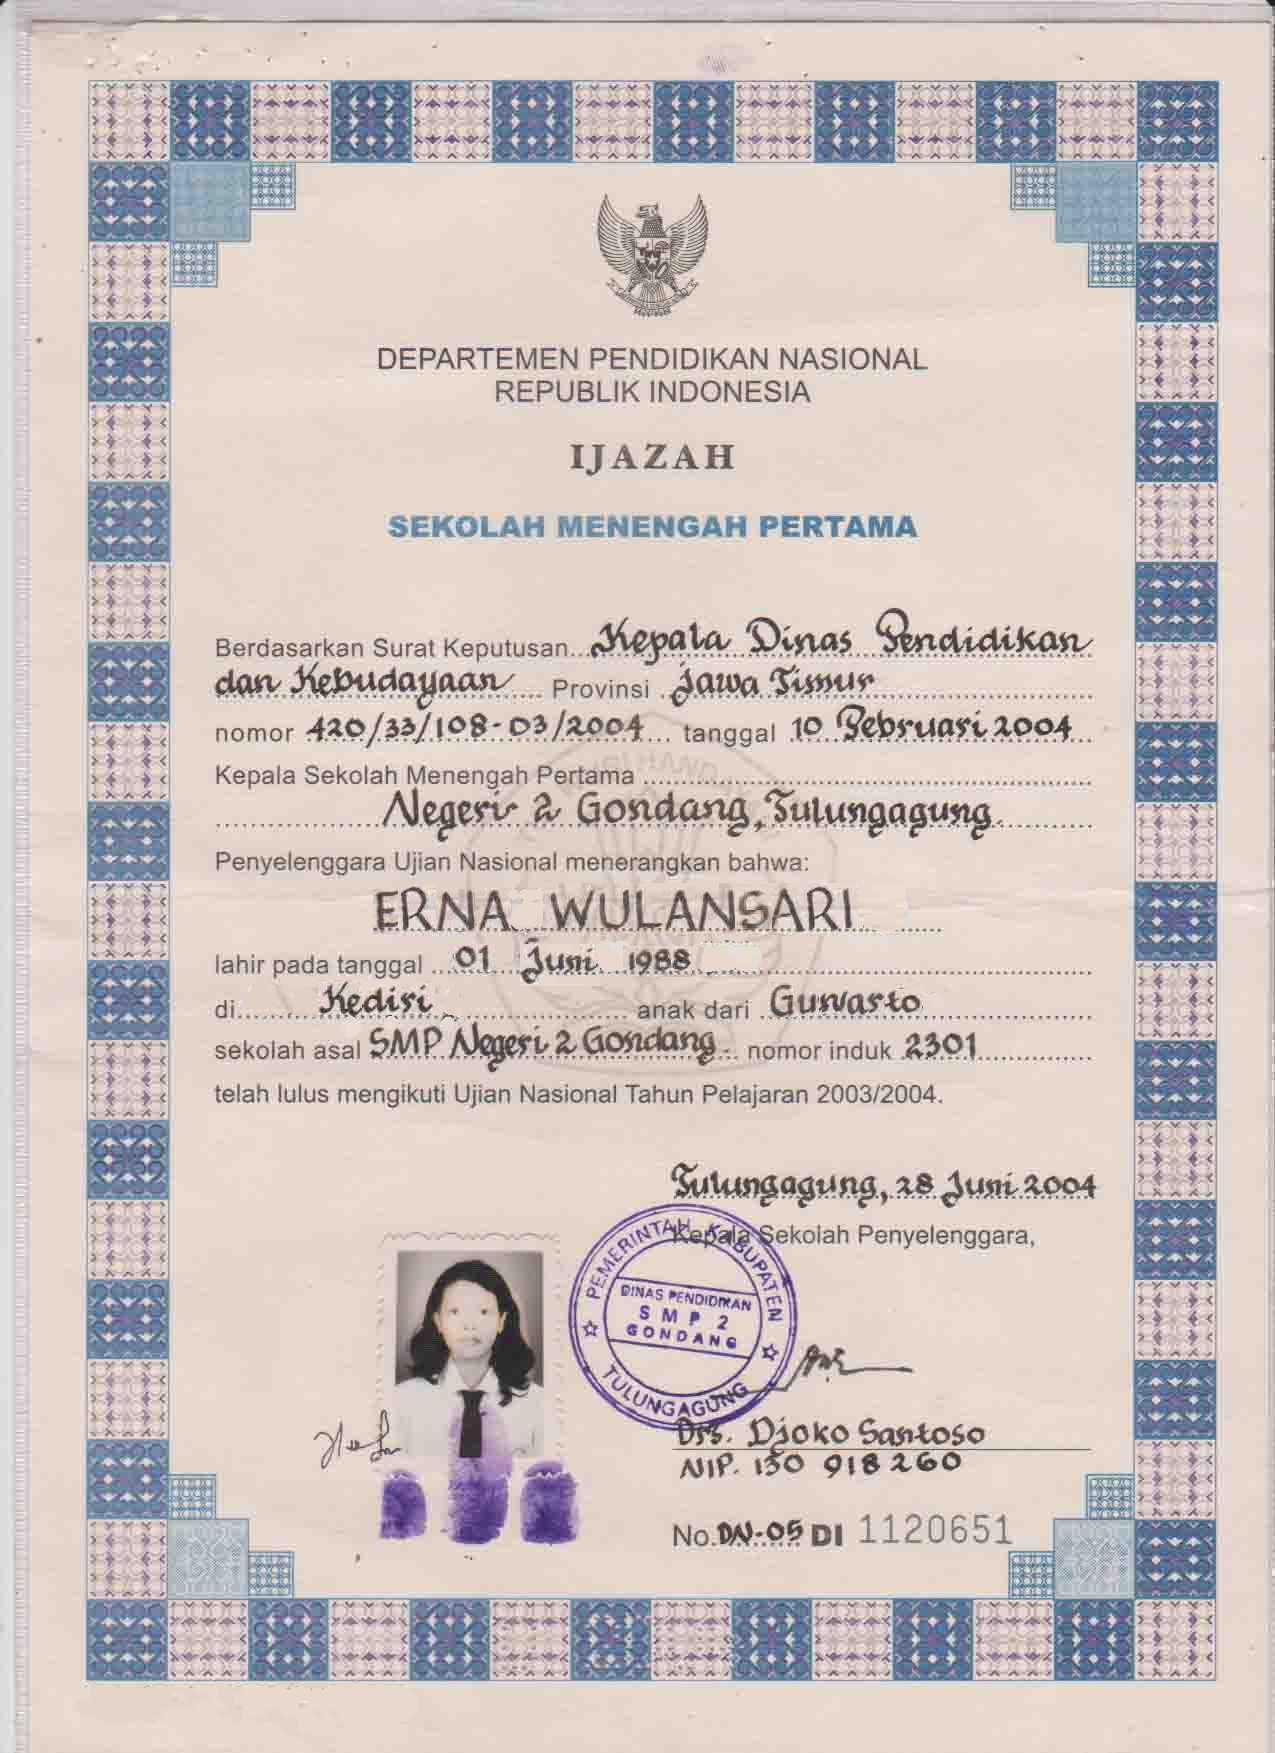 DEPARTEMEN PENDIDIKAN NASIONAL
REPUBLIK INDONESIA
IJAZAH
SEKOLAH MENENGAH PERTAMA
Berdasarkan Surat Keputusan Kepala Dinas Pendidikan
dan Kebudayaan Provinsi Jawa Timur
nomor 420/33/108-03/2004 tanggal 10 Pebruari 2004
Kepala Sekolah Menengah Pertama
Negeri 2 Gondang, Tulungagung
Penyelenggara Ujian Nasional menerangkan bahwa:
ERNA WULANSARI
lahir pada tanggal 01 Juni 1988
di Kediri anak dari Guwarto
sekolah asal SMP Negeri 2 Gondang nomor induk 2301
telah lulus mengikuti Ujian Nasional Tahun Pelajaran 2003/2004.
Tulungagung, 28 Juni 2004
Kepala Sekolah Penyelenggara,
PEMERINTAH KABUPATEN
DINAS PENDIDIKAN
SMP 2
GONDANG
TULUNGAGUNG
Drs. Djoko Santoso
NIP. 130 918 260
No. DN-05 DI 1120651